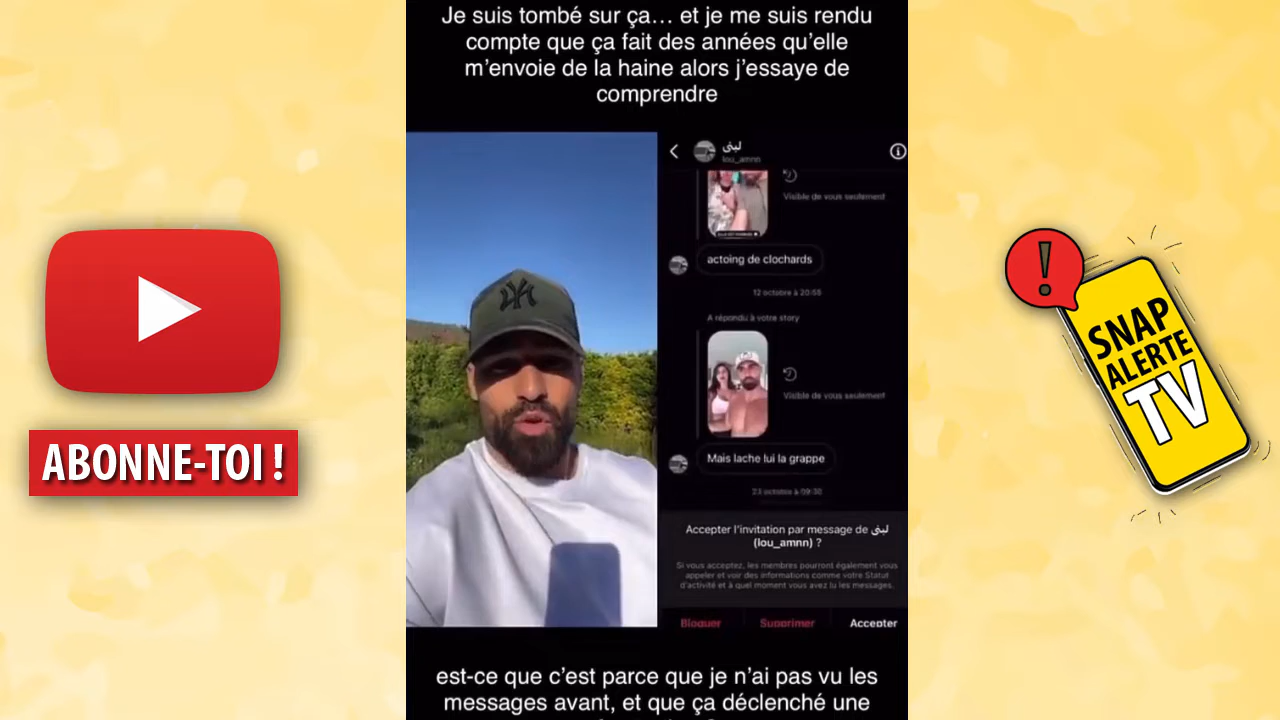 Je suis tombé sur ça… et je me suis rendu
compte que ça fait des années qu’elle
m’envoie de la haine alors j’essaye de
comprendre
لبنى
lou_amnn
Visible de vous seulement
actoing de clochards
12 octobre à 20:55
A répondu à votre story
Visible de vous seulement
Mais lache lui la grappe
23 octobre à 09:30
Accepter l’invitation par message de لبنى
(lou_amnn) ?
Si vous acceptez, les membres pourront également vous
appeler et voir des informations comme votre Statut
d’activité et à quel moment vous avez lu les messages.
Bloquer
Supprimer
Accepter
est-ce que c’est parce que je n’ai pas vu les
messages avant, et que ça déclenché une
ABONNE-TOI !
SNAP
ALERTE
TV